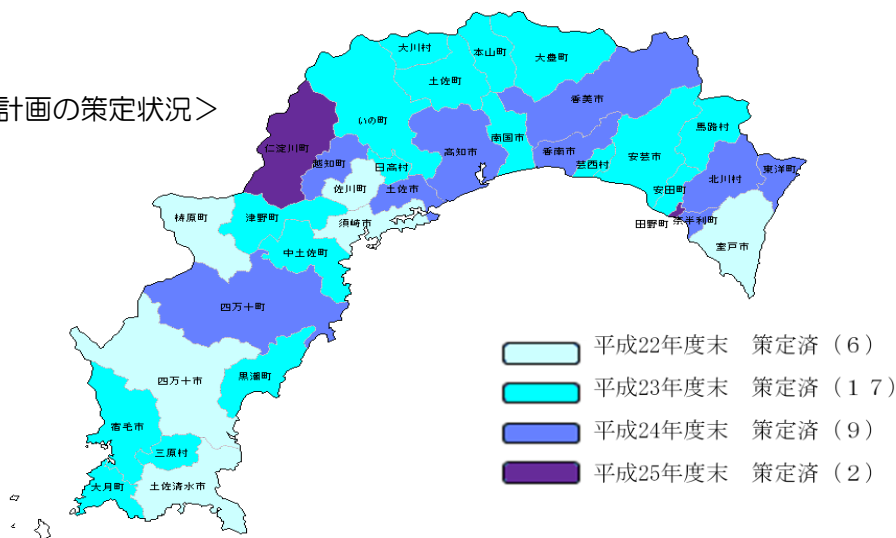 計画の策定状況＞
大川村
本山町
大豊町
土佐町
香美市
いの町
馬路村
仁淀川町
越知町
高知市
南国市
香南市
安芸市
東洋町
日高村
芸西村
北川村
佐川町
土佐市
安田町
梼原町
津野町
須崎市
田野町
奈半利町
中土佐町
室戸市
四万十町
四万十市
黒潮町
宿毛市
三原村
大月町
土佐清水市
平成22年度末　策定済（６）
平成23年度末　策定済（１７）
平成24年度末　策定済（９）
平成25年度末　策定済（２）